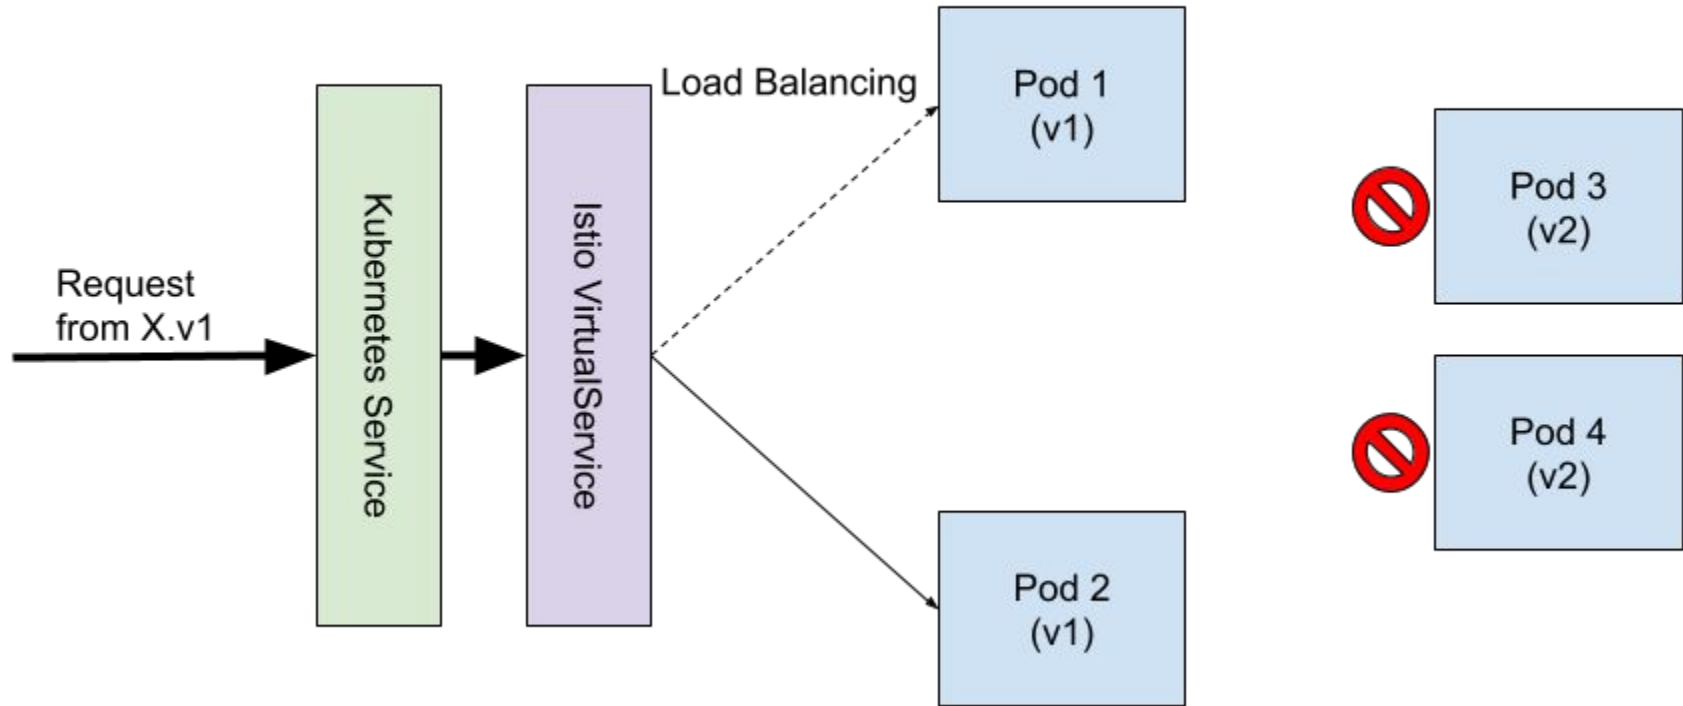 Request
from X.v1
Kubernetes Service
Istio VirtualService
Load Balancing
Pod 1
(v1)
Pod 2
(v1)
Pod 3
(v2)
Pod 4
(v2)